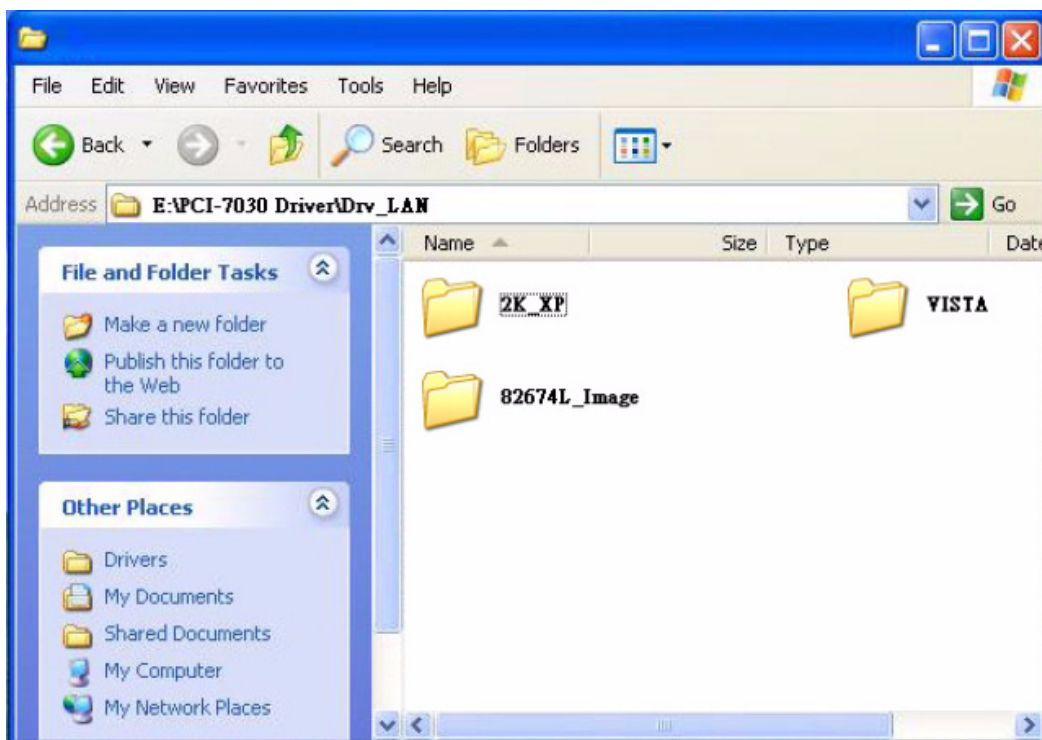 File Edit View Favorites Tools Help
Back Search Folders
Address E:\PCI-7030 Driver\Drv_LAN Go
Name Size Type Date
File and Folder Tasks
Make a new folder
Publish this folder to
the Web
Share this folder
Other Places
Drivers
My Documents
Shared Documents
My Computer
My Network Places
2K_XP VISTA
82674L_Image